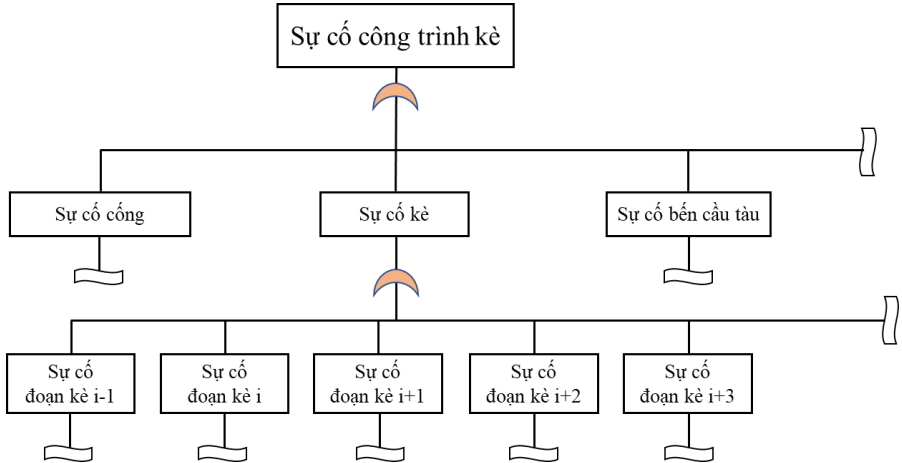 Sự cố công trình kè
Sự cố cống
Sự cố kè
Sự cố bến cầu tàu
Sự cố
đoạn kè i-1
Sự cố
đoạn kè i
Sự cố
đoạn kè i+1
Sự cố
đoạn kè i+2
Sự cố
đoạn kè i+3